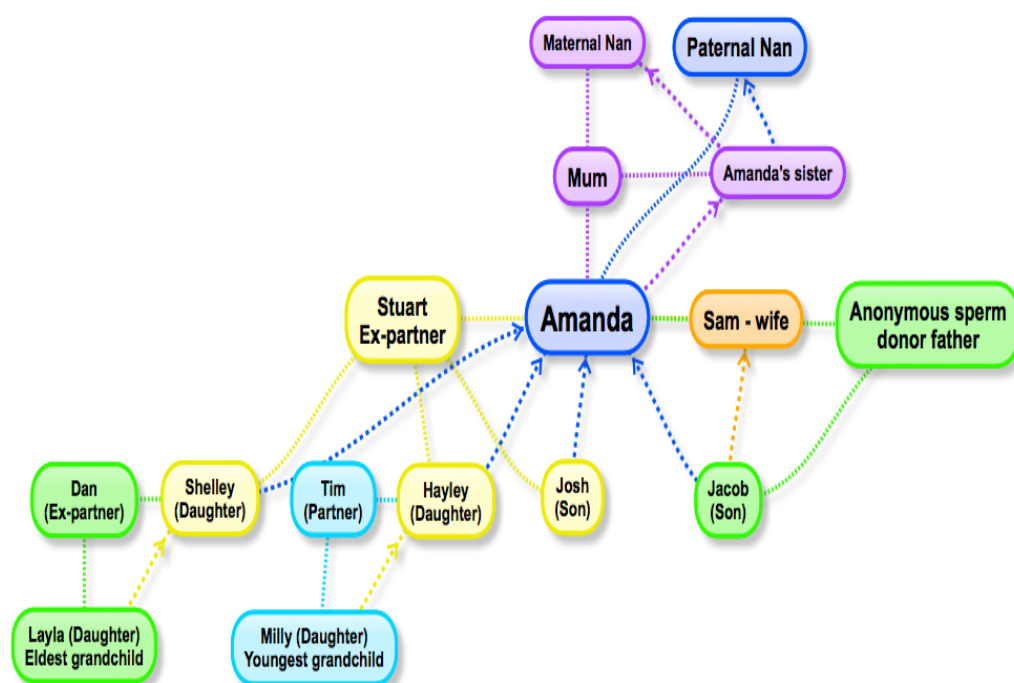 Maternal Nan
Paternal Nan
Mum
Amanda's sister
Stuart
Ex-partner
Amanda
Sam - wife
Anonymous sperm
donor father
Dan
(Ex-partner)
Shelley
(Daughter)
Tim
(Partner)
Hayley
(Daughter)
Josh
(Son)
Jacob
(Son)
Layla (Daughter)
Eldest grandchild
Milly (Daughter)
Youngest grandchild